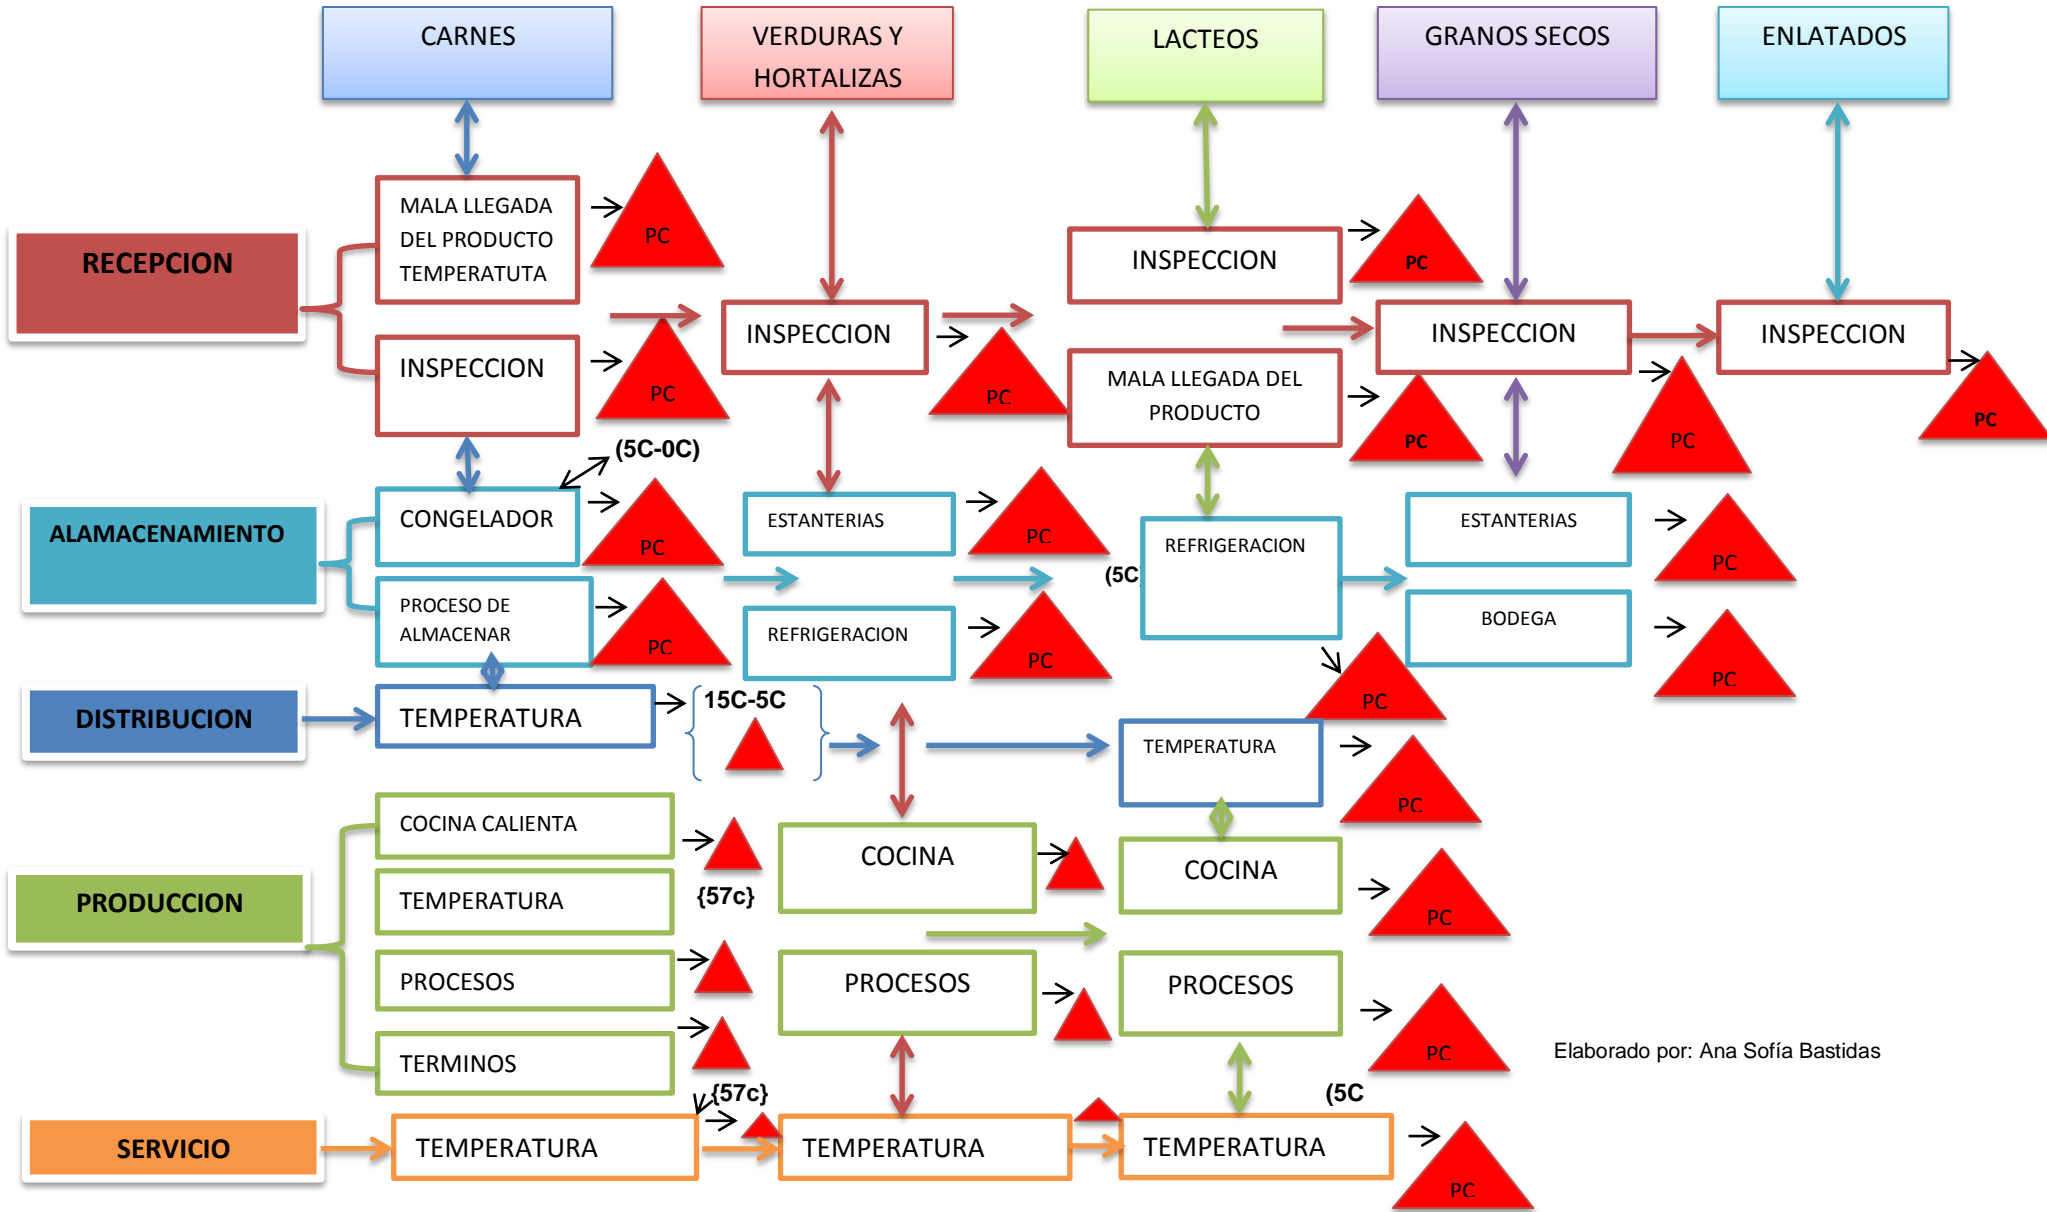 CARNES
VERDURAS Y
HORTALIZAS
LACTEOS
GRANOS SECOS
ENLATADOS
RECEPCION
MALA LLEGADA
DEL PRODUCTO
TEMPERATUTA
PC
INSPECCION
PC
INSPECCION
PC
INSPECCION
PC
MALA LLEGADA DEL
PRODUCTO
PC
INSPECCION
PC
INSPECCION
PC
ALAMACENAMIENTO
(5C-0C)
CONGELADOR
PC
PROCESO DE
ALMACENAR
PC
ESTANTERIAS
PC
REFRIGERACION
PC
(5C)
REFRIGERACION
PC
ESTANTERIAS
PC
BODEGA
PC
DISTRIBUCION
TEMPERATURA
15C-5C
TEMPERATURA
PC
PRODUCCION
COCINA CALIENTA
TEMPERATURA
{57c}
PROCESOS
TERMINOS
COCINA
PROCESOS
COCINA
PC
PROCESOS
PC
Elaborado por: Ana Sofía Bastidas
SERVICIO
{57c}
TEMPERATURA
TEMPERATURA
(5C
TEMPERATURA
PC